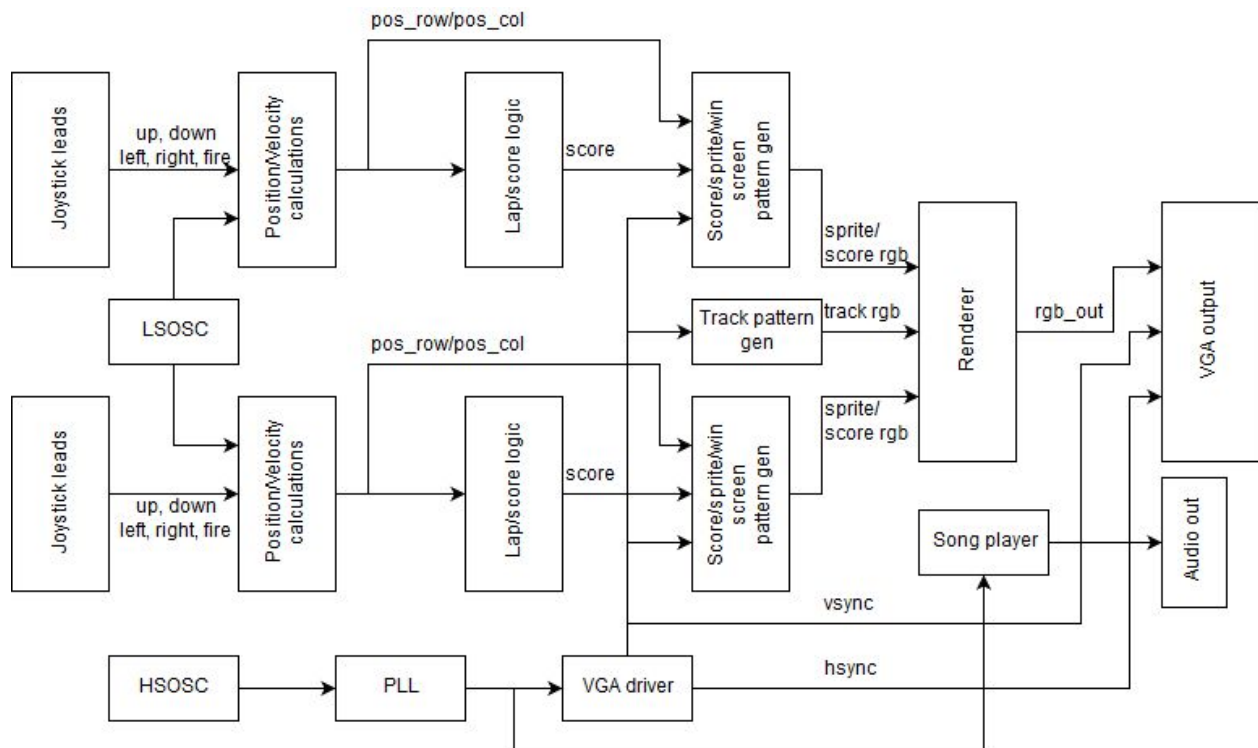 pos_row/pos_col
Joystick leads
up, down
left, right, fire
Position/Velocity
calculations
Lap/score logic
score
Score/sprite/win
screen
pattern gen
sprite/
score rgb
LSOSC
Track pattern
gen
track rgb
Renderer
rgb_out
VGA output
pos_row/pos_col
Joystick leads
up, down
left, right, fire
Position/Velocity
calculations
Lap/score logic
score
Score/sprite/win
screen
pattern gen
sprite/
score rgb
Song player
Audio out
vsync
HSOSC
PLL
VGA driver
hsync